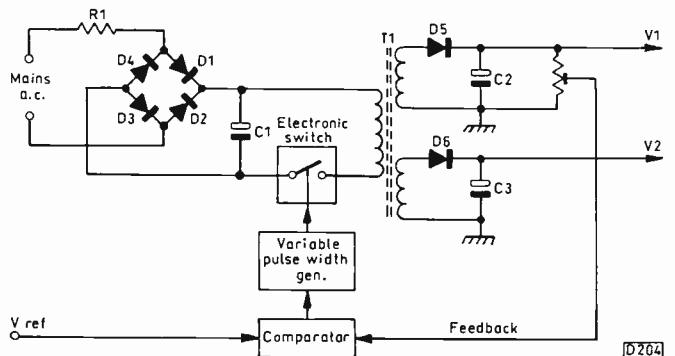 R1
Mains
a.c.
D4
D1
D3
D2
C1
Electronic
switch
T1
D5
C2
V1
D6
C3
V2
Variable
pulse width
gen.
V ref
Comparator
Feedback
D204